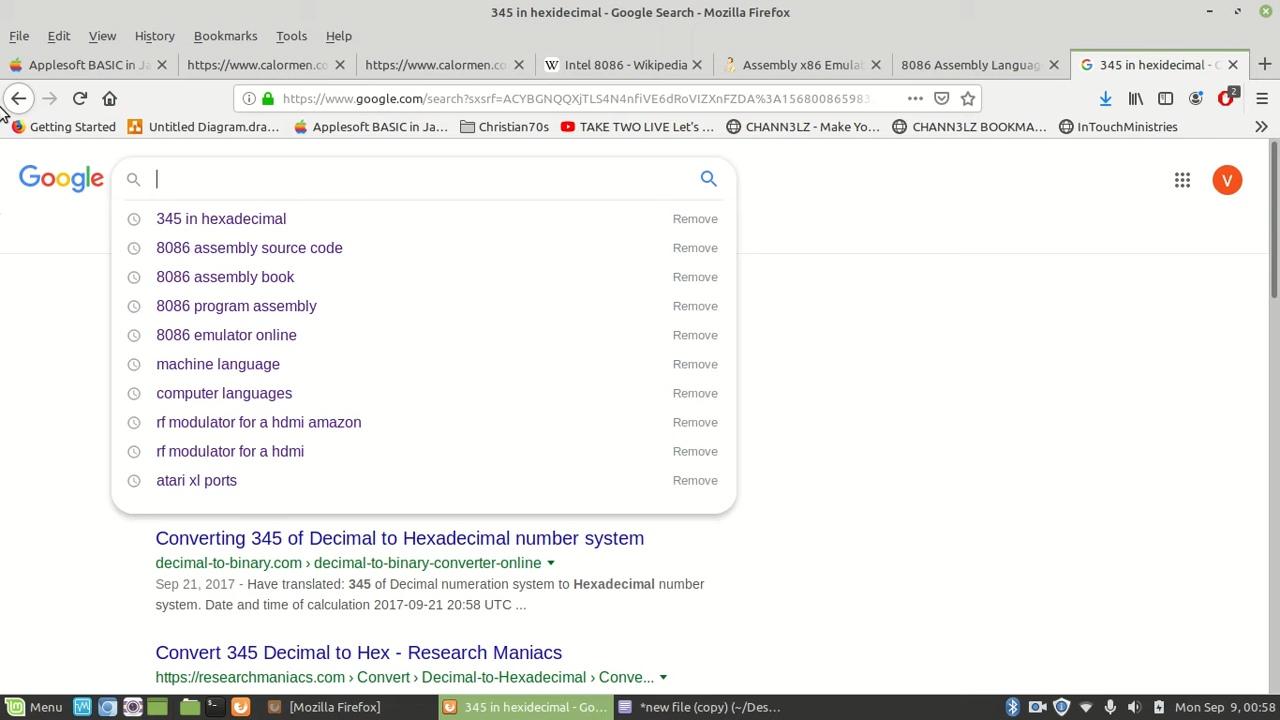 345 in hexidecimal - Google Search - Mozilla Firefox
File Edit View History Bookmarks Tools Help
Applesoft BASIC in Ja
https://www.calormen.co
https://www.calormen.co
W Intel 8086 - Wikipedia
Assembly x86 Emulat
8086 Assembly Languag
G 345 in hexidecimal - G
https://www.google.com/search?sxsrf=ACYBGNQQXjTLS4N4nfiVE6dRoVIZXnFZDA%3A156800865983
2
Getting Started
Untitled Diagram.dra...
Applesoft BASIC in Ja...
Christian70s
TAKE TWO LIVE Let's ...
CHANN3LZ - Make Yo...
CHANN3LZ BOOKMA...
InTouchMinistries
Google
V
345 in hexadecimal Remove
8086 assembly source code Remove
8086 assembly book Remove
8086 program assembly Remove
8086 emulator online Remove
machine language Remove
computer languages Remove
rf modulator for a hdmi amazon Remove
rf modulator for a hdmi Remove
atari xl ports Remove
Converting 345 of Decimal to Hexadecimal number system
decimal-to-binary.com › decimal-to-binary-converter-online
Sep 21, 2017 - Have translated: 345 of Decimal numeration system to Hexadecimal number
system. Date and time of calculation 2017-09-21 20:58 UTC ...
Convert 345 Decimal to Hex - Research Maniacs
https://researchmaniacs.com › Convert › Decimal-to-Hexadecimal › Conve...
Menu
[Mozilla Firefox]
345 in hexidecimal - Go...
*new file (copy) (~/Des...
Mon Sep 9, 00:58